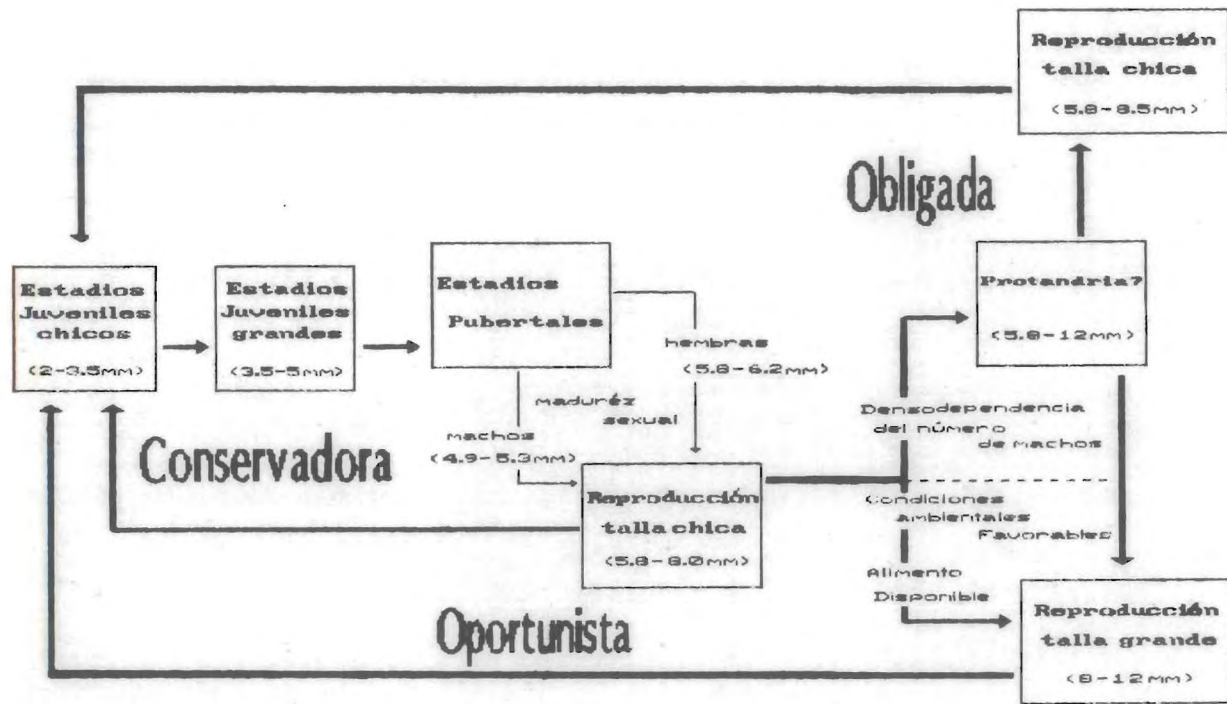 Reproducción
talla chica
(5.8-8.5mm)
Obligada
Estadios
Juveniles
chicos
(2-3.5mm)
Estadios
Juveniles
grandes
(3.5-5mm)
Estadios
Pubertales
Protandria?
(5.8-12mm)
hembras
(5.8-6.2mm)
maduréz
sexual
machos
(4.9-5.3mm)
Densodependencia
del número
de machos
Conservadora
Reproducción
talla chica
(5.8-8.0mm)
Condiciones
ambientales
Favorables
Alimento
Disponible
Reproducción
talla grande
(8-12mm)
Oportunista